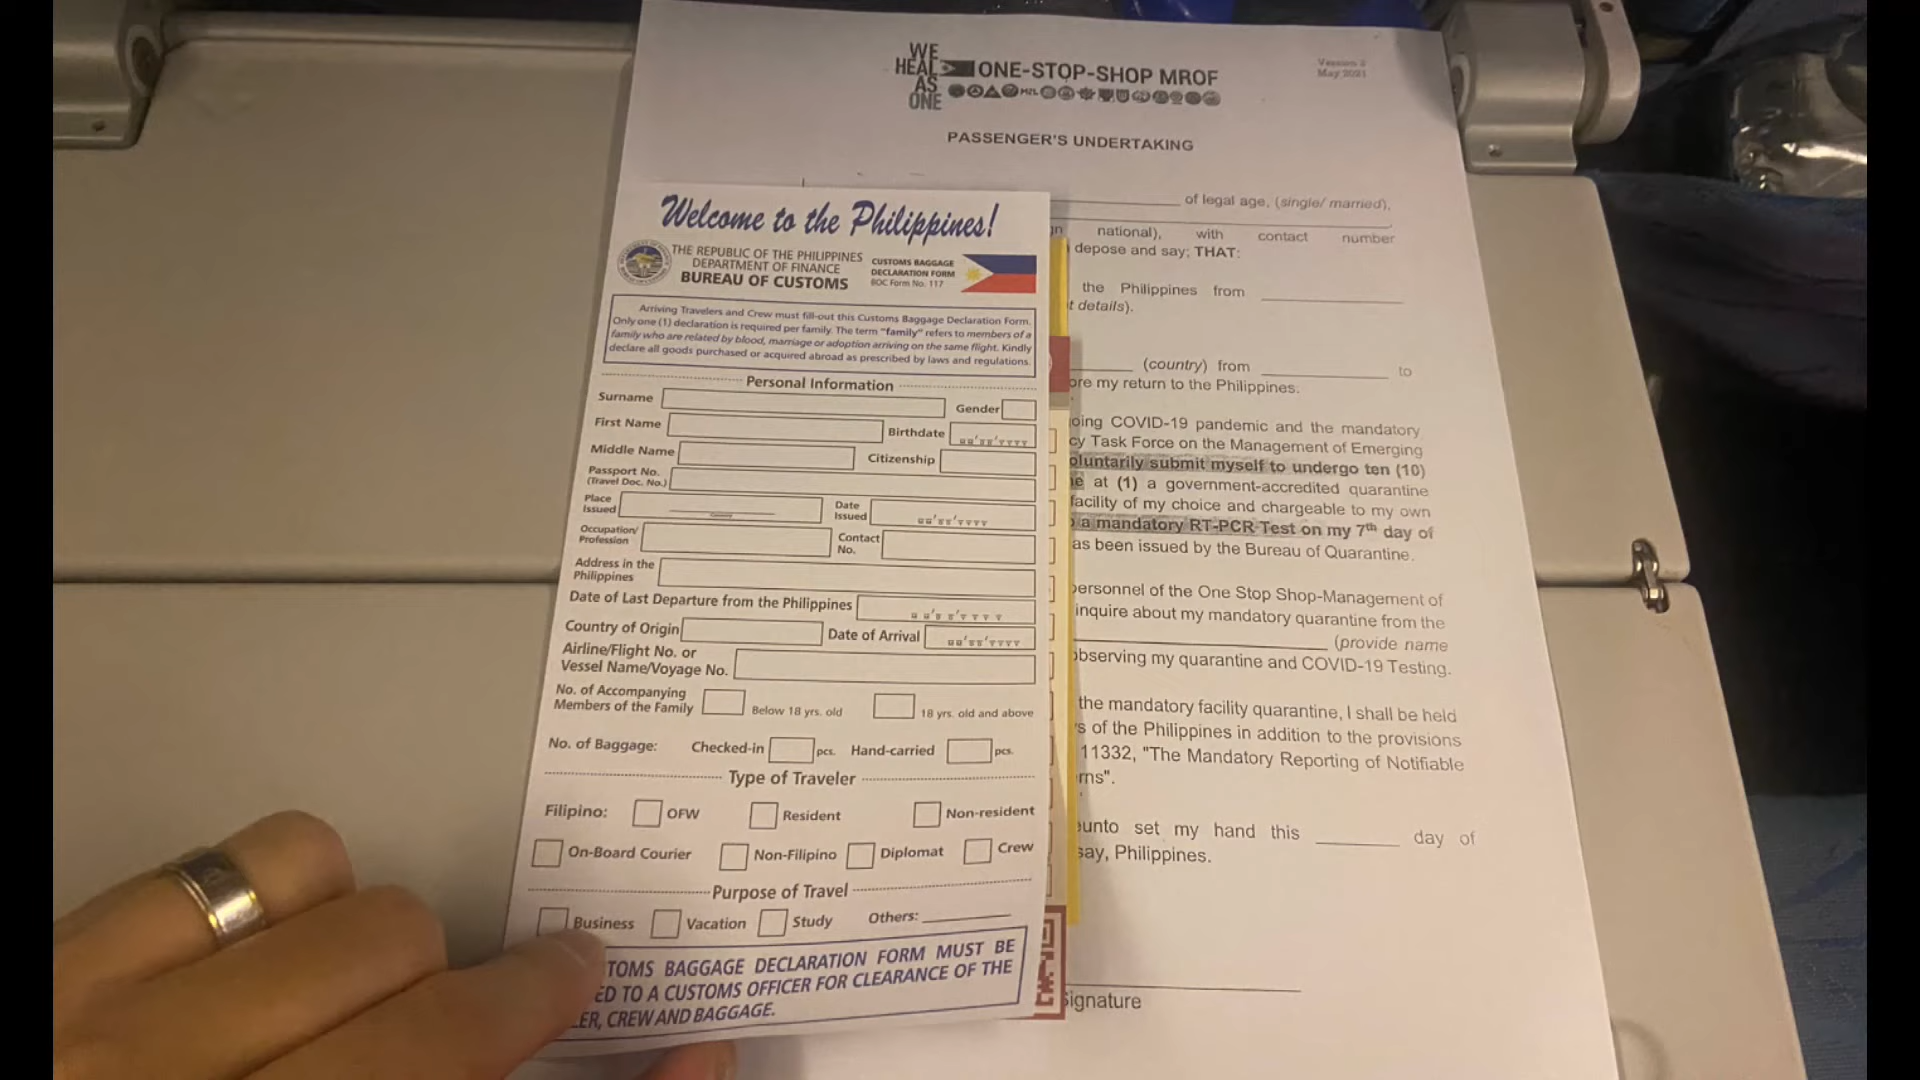 WE
HEAL
AS
ONE
ONE-STOP-SHOP MROF
Version 2
May 2021
PASSENGER'S UNDERTAKING
of legal age, (single/ married),
national), with contact number
depose and say; THAT:
the Philippines from
details).
(country) from to
my return to the Philippines.
COVID-19 pandemic and the mandatory
Task Force on the Management of Emerging
submit myself to undergo ten (10)
at (1) a government-accredited quarantine
facility of my choice and chargeable to my own
a mandatory RT-PCR Test on my 7th day of
as been issued by the Bureau of Quarantine.
personnel of the One Stop Shop-Management of
inquire about my mandatory quarantine from the
(provide name
observing my quarantine and COVID-19 Testing.
the mandatory facility quarantine, I shall be held
of the Philippines in addition to the provisions
11332, "The Mandatory Reporting of Notifiable
set my hand this day of
Philippines.
Signature
Welcome to the Philippines!
THE REPUBLIC OF THE PHILIPPINES
DEPARTMENT OF FINANCE
BUREAU OF CUSTOMS
CUSTOMS BAGGAGE
DECLARATION FORM
BOC Form No. 117
Arriving Travelers and Crew must fill-out this Customs Baggage Declaration Form.
Only one (1) declaration is required per family. The term "family" refers to members of a
family who are related by blood, marriage or adoption arriving on the same flight. Kindly
declare all goods purchased or acquired abroad as prescribed by laws and regulations.
Personal Information
Surname Gender
First Name Birthdate
Middle Name Citizenship
Passport No.
(Travel Doc. No.)
Place
Issued
Date
Issued
Occupation/
Profession
Contact
No.
Address in the
Philippines
Date of Last Departure from the Philippines
Country of Origin Date of Arrival
Airline/Flight No. or
Vessel Name/Voyage No.
No. of Accompanying
Members of the Family
Below 18 yrs. old 18 yrs. old and above
No. of Baggage: Checked-in pcs. Hand-carried pcs.
Type of Traveler
Filipino: OFW Resident Non-resident
On-Board Courier Non-Filipino Diplomat Crew
Purpose of Travel
Business Vacation Study Others:
TOMS BAGGAGE DECLARATION FORM MUST BE
ED TO A CUSTOMS OFFICER FOR CLEARANCE OF THE
ER, CREW AND BAGGAGE.